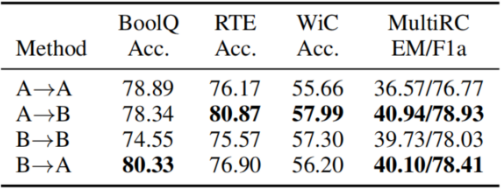 BoolQ RTE WiC MultiRC
Method Acc. Acc. Acc. EM/F1a
A→A 78.89 76.17 55.66 36.57/76.77
A→B 78.34 80.87 57.99 40.94/78.93
B→B 74.55 75.57 57.30 39.73/78.03
B→A 80.33 76.90 56.20 40.10/78.41